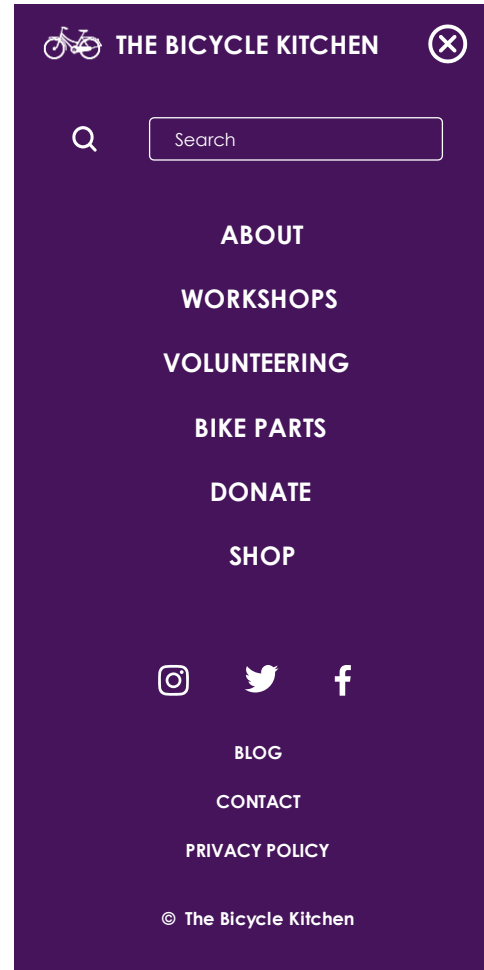 THE BICYCLE KITCHEN
Search
ABOUT
WORKSHOPS
VOLUNTEERING
BIKE PARTS
DONATE
SHOP
BLOG
CONTACT
PRIVACY POLICY
© The Bicycle Kitchen